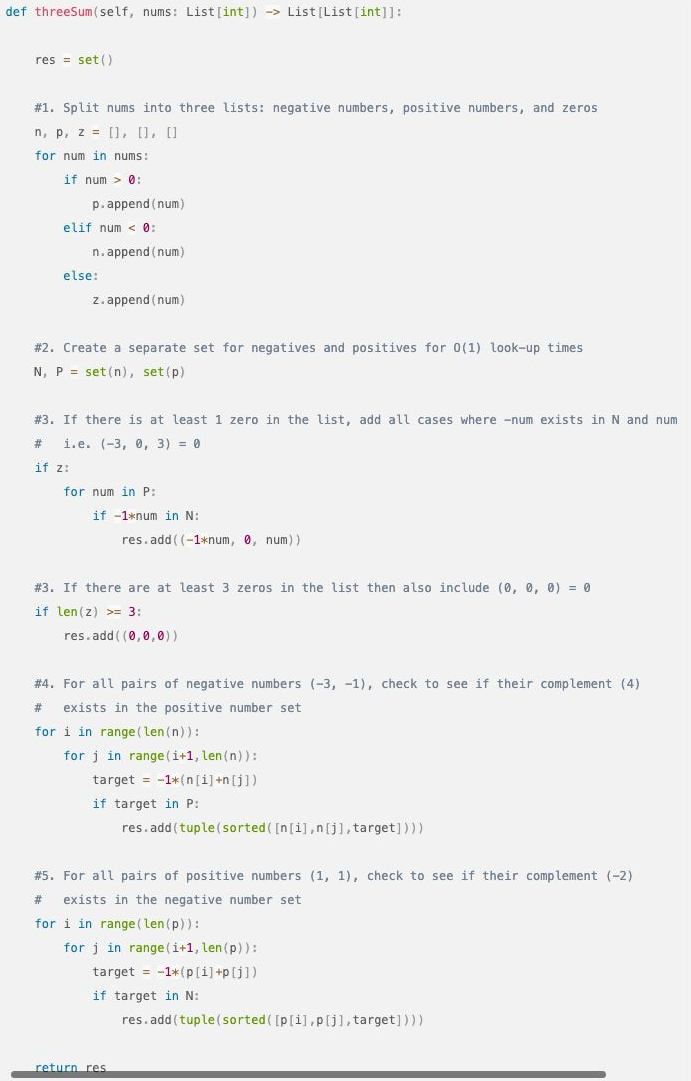 def threeSum(self, nums: List[int]) -> List[List[int]]:
res = set()
#1. Split nums into three lists: negative numbers, positive numbers, and zeros
n, p, z = [], [], []
for num in nums:
if num > 0:
p.append(num)
elif num < 0:
n.append(num)
else:
z.append(num)
#2. Create a separate set for negatives and positives for O(1) look-up times
N, P = set(n), set(p)
#3. If there is at least 1 zero in the list, add all cases where -num exists in N and num
#   i.e. (-3, 0, 3) = 0
if z:
for num in P:
if -1*num in N:
res.add((-1*num, 0, num))
#3. If there are at least 3 zeros in the list then also include (0, 0, 0) = 0
if len(z) >= 3:
res.add((0,0,0))
#4. For all pairs of negative numbers (-3, -1), check to see if their complement (4)
#   exists in the positive number set
for i in range(len(n)):
for j in range(i+1,len(n)):
target = -1*(n[i]+n[j])
if target in P:
res.add(tuple(sorted([n[i],n[j],target])))
#5. For all pairs of positive numbers (1, 1), check to see if their complement (-2)
#   exists in the negative number set
for i in range(len(p)):
for j in range(i+1,len(p)):
target = -1*(p[i]+p[j])
if target in N:
res.add(tuple(sorted([p[i],p[j],target])))
return res